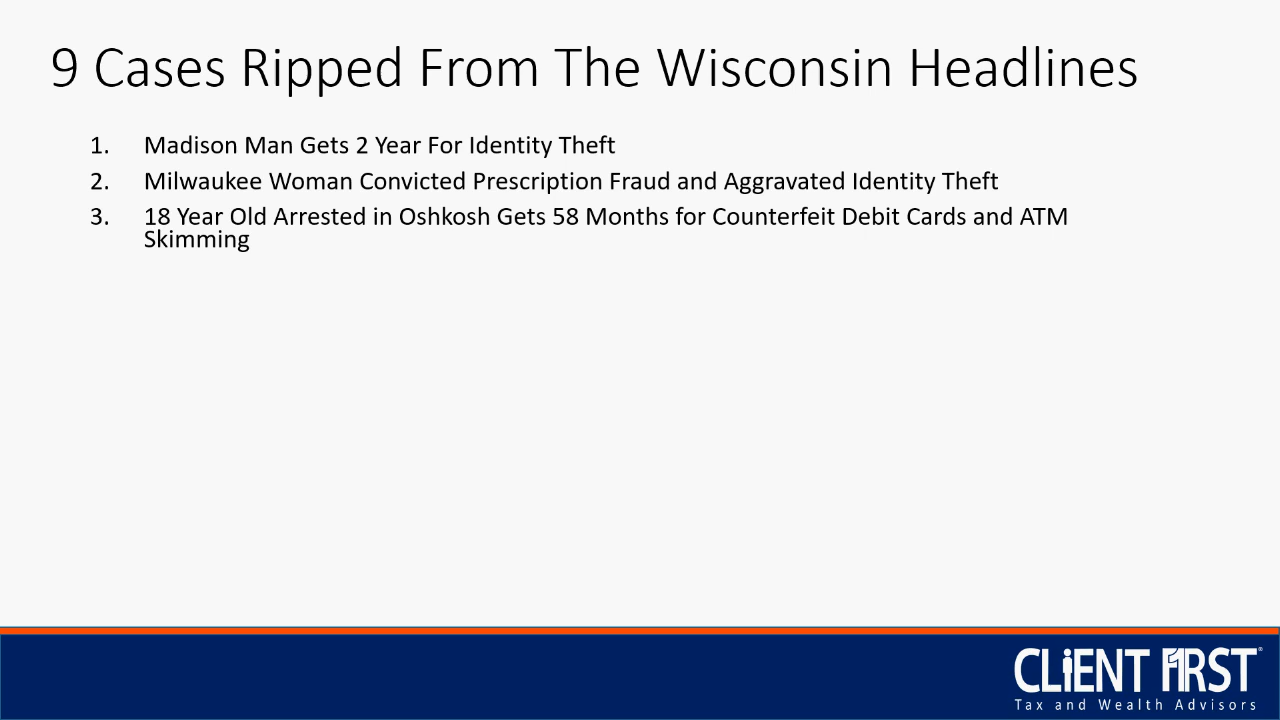 9 Cases Ripped From The Wisconsin Headlines
1. Madison Man Gets 2 Year For Identity Theft
2. Milwaukee Woman Convicted Prescription Fraud and Aggravated Identity Theft
3. 18 Year Old Arrested in Oshkosh Gets 58 Months for Counterfeit Debit Cards and ATM
Skimming
CLiENT FIRST®
Tax and Wealth Advisors